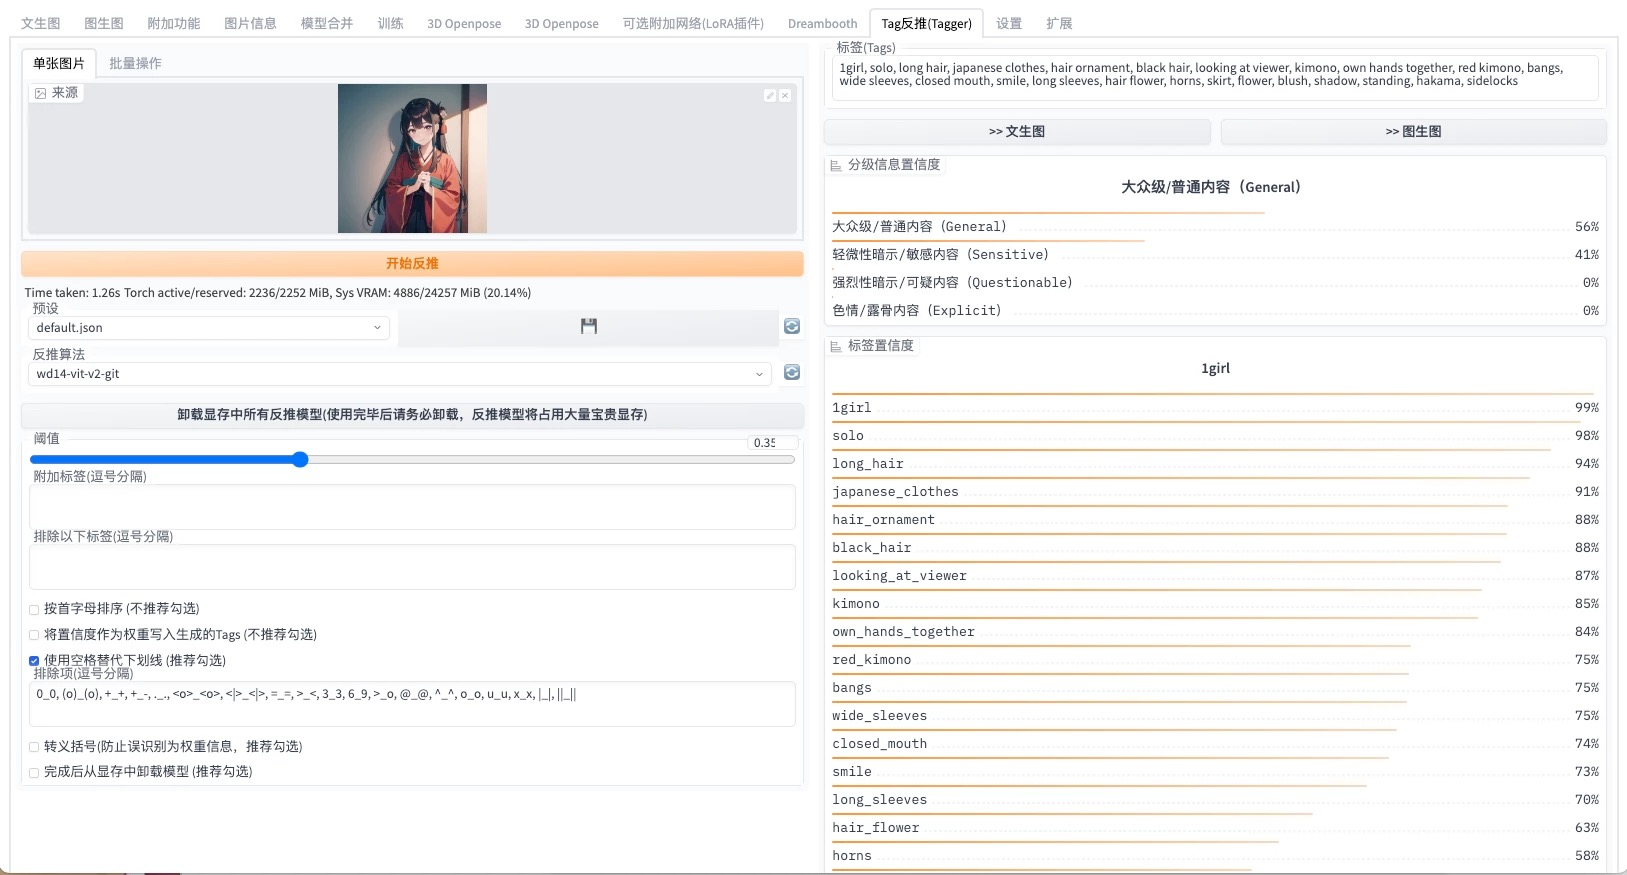 文生图 图生图 附加功能 图片信息 模型合并 训练 3D Openpose 3D Openpose 可选附加网络(LoRA插件) Dreambooth Tag反推(Tagger) 设置 扩展
单张图片 批量操作
来源
开始反推
Time taken: 1.26s Torch active/reserved: 2236/2252 MiB, Sys VRAM: 4886/24257 MiB (20.14%)
预设
default.json
反推算法
wd14-vit-v2-git
卸载显存中所有反推模型(使用完毕后请务必卸载，反推模型将占用大量宝贵显存)
阈值
0.35
附加标签(逗号分隔)
排除以下标签(逗号分隔)
按首字母排序 (不推荐勾选)
将置信度作为权重写入生成的Tags (不推荐勾选)
使用空格替代下划线 (推荐勾选)
排除项(逗号分隔)
0_0, (o)_(o), +_+, +_-, ._., <o>_<o>, <|>_<|>, =_=, >_<, 3_3, 6_9, >_o, @_@, ^_^, o_o, u_u, x_x, |_|, ||_||
转义括号(防止误识别为权重信息，推荐勾选)
完成后从显存中卸载模型 (推荐勾选)
标签(Tags)
1girl, solo, long hair, japanese clothes, hair ornament, black hair, looking at viewer, kimono, own hands together, red kimono, bangs,
wide sleeves, closed mouth, smile, long sleeves, hair flower, horns, skirt, flower, blush, shadow, standing, hakama, sidelocks
>> 文生图 >> 图生图
分级信息置信度
大众级/普通内容（General）
大众级/普通内容（General） 56%
轻微性暗示/敏感内容（Sensitive） 41%
强烈性暗示/可疑内容（Questionable） 0%
色情/露骨内容（Explicit） 0%
标签置信度
1girl
1girl 99%
solo 98%
long_hair 94%
japanese_clothes 91%
hair_ornament 88%
black_hair 88%
looking_at_viewer 87%
kimono 85%
own_hands_together 84%
red_kimono 75%
bangs 75%
wide_sleeves 75%
closed_mouth 74%
smile 73%
long_sleeves 70%
hair_flower 63%
horns 58%